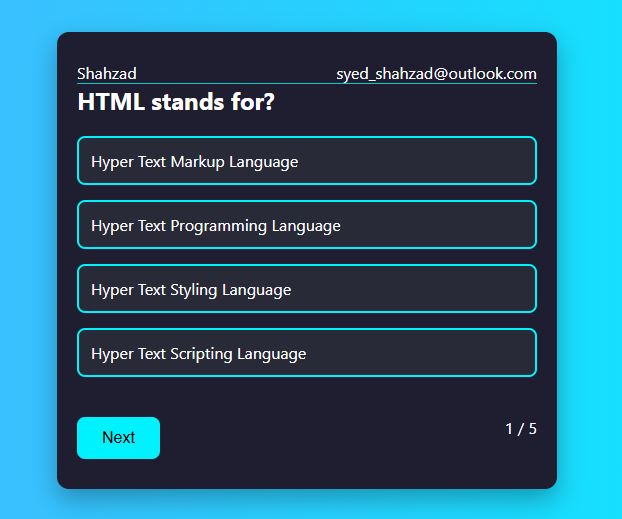 Shahzad syed_shahzad@outlook.com
HTML stands for?
Hyper Text Markup Language
Hyper Text Programming Language
Hyper Text Styling Language
Hyper Text Scripting Language
Next 1 / 5